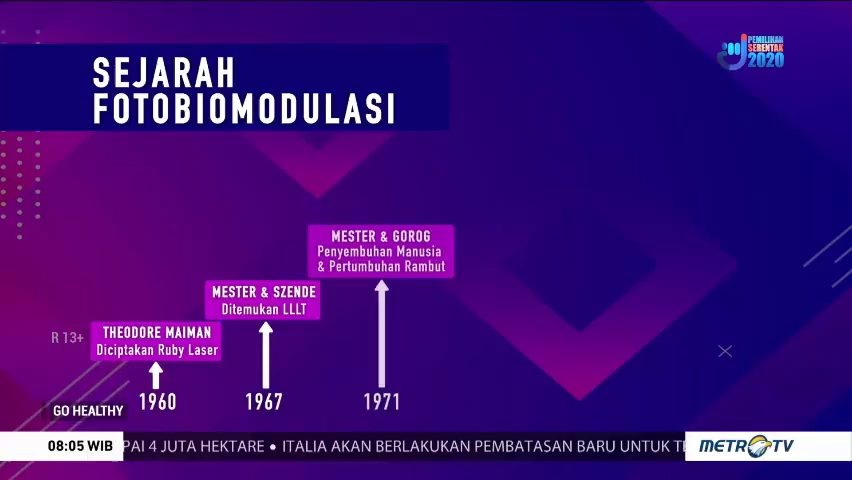 SEJARAH
FOTOBIOMODULASI
PEMILIHAN
SERENTAK
2020
MESTER & GOROG
Penyembuhan Manusia
& Pertumbuhan Rambut
MESTER & SZENDE
Ditemukan LLLT
R 13+
THEODORE MAIMAN
Diciptakan Ruby Laser
1960
1967
1971
GO HEALTHY
08:05 WIB
PAI 4 JUTA HEKTARE • ITALIA AKAN BERLAKUKAN PEMBATASAN BARU UNTUK
METRO TV